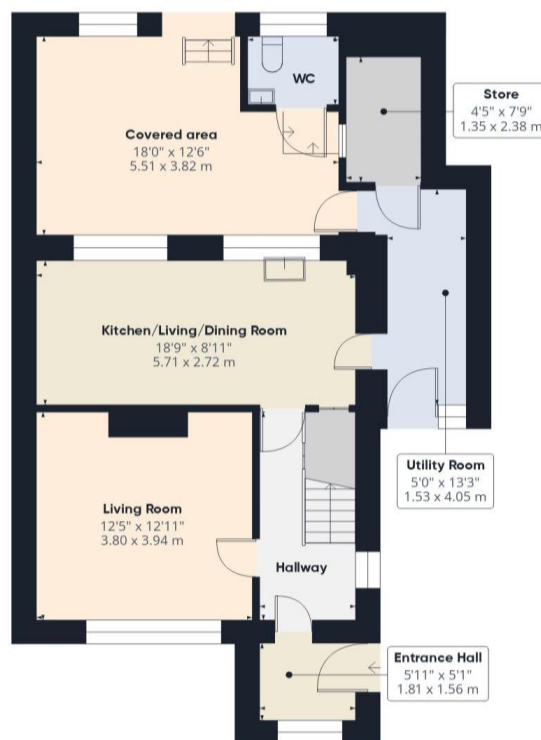 WC
Store
4'5" x 7'9"
1.35 x 2.38 m
Covered area
18'0" x 12'6"
5.51 x 3.82 m
Kitchen/Living/Dining Room
18'9" x 8'11"
5.71 x 2.72 m
Utility Room
5'0" x 13'3"
1.53 x 4.05 m
Living Room
12'5" x 12'11"
3.80 x 3.94 m
Hallway
Entrance Hall
5'11" x 5'1"
1.81 x 1.56 m